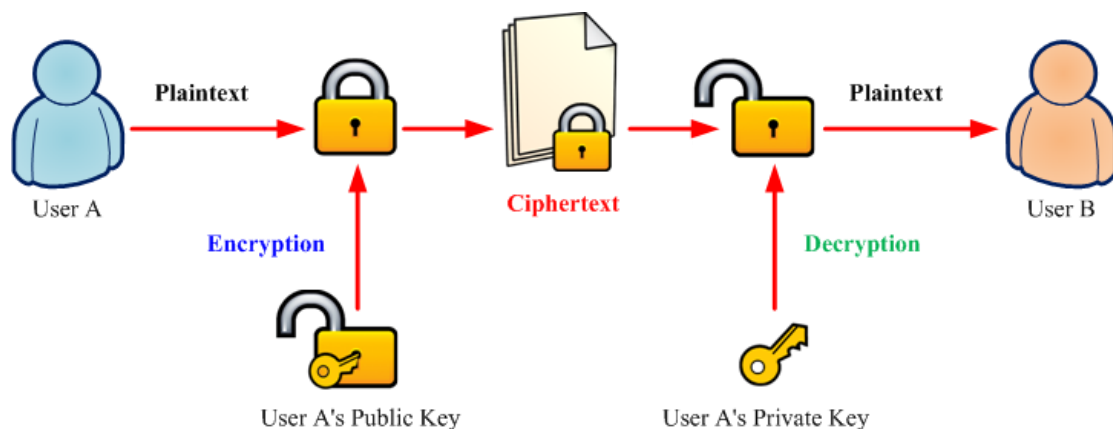 Plaintext
Plaintext
User A
Ciphertext
User B
Encryption
Decryption
User A's Public Key
User A's Private Key